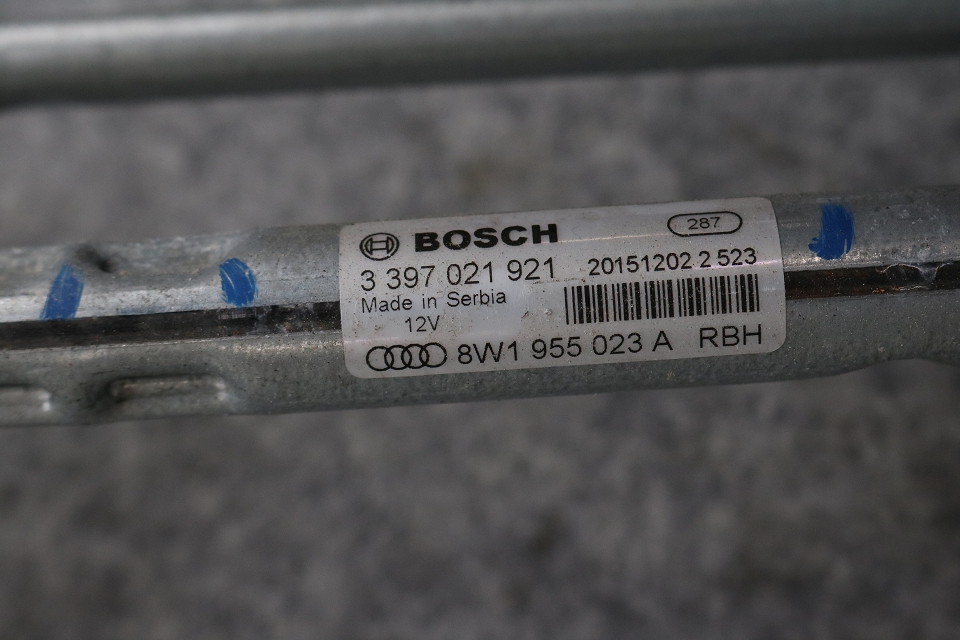 BOSCH 287
3 397 021 921 20151202 2 523
Made in Serbia
12V
8W1 955 023 A RBH